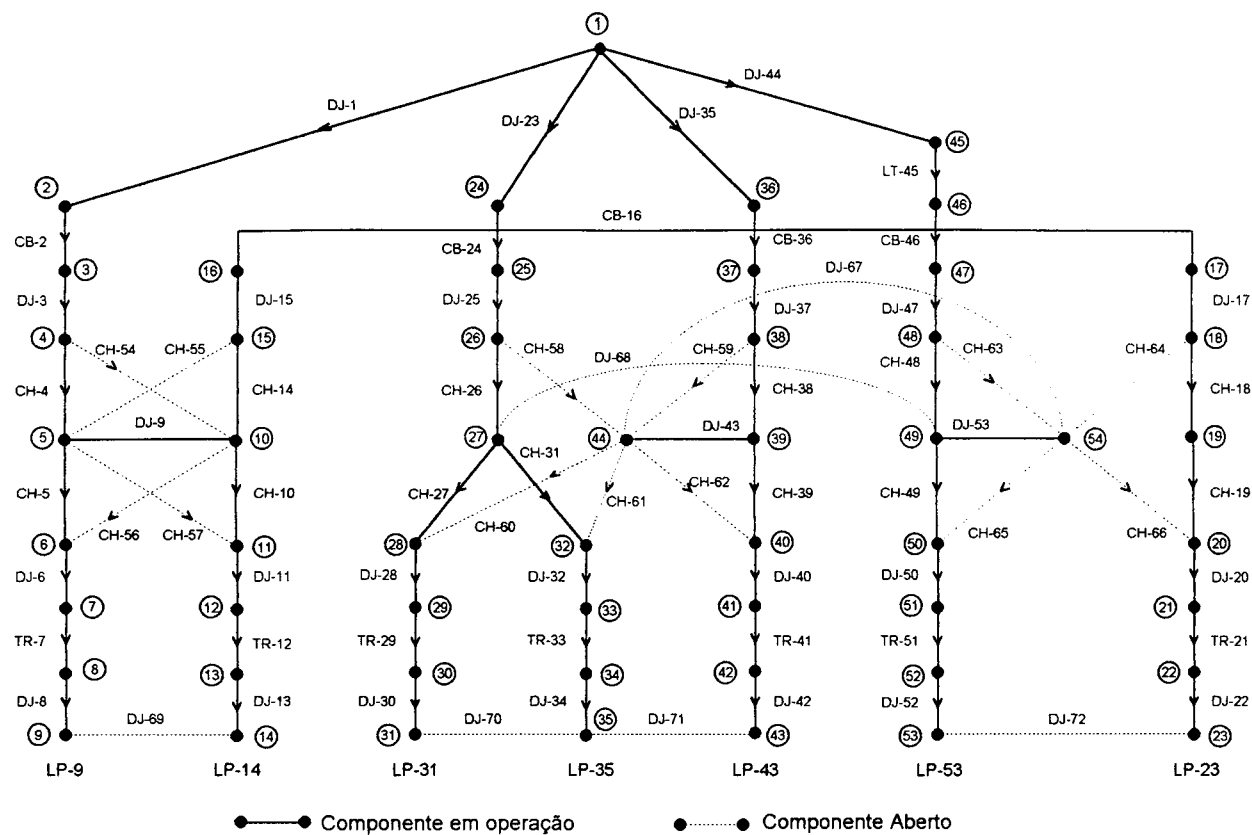 1
DJ-44
DJ-1
DJ-23
DJ-35
45
LT-45
2
24
36
46
CB-16
CB-2
CB-24
CB-36
CB-46
3
16
25
37
DJ-67
47
17
DJ-3
DJ-15
DJ-25
DJ-37
DJ-47
DJ-17
4
15
26
38
48
18
CH-54
CH-55
CH-58
DJ-68
CH-59
CH-48
CH-63
CH-64
CH-4
CH-14
CH-26
CH-38
CH-18
DJ-9
DJ-43
DJ-53
5
10
27
44
39
49
54
19
CH-31
CH-5
CH-10
CH-27
CH-61
CH-62
CH-39
CH-49
CH-19
CH-56
CH-57
CH-60
CH-65
CH-66
6
11
28
32
40
50
20
DJ-6
DJ-11
DJ-28
DJ-32
DJ-40
DJ-50
DJ-20
7
12
29
33
41
51
21
TR-7
TR-12
TR-29
TR-33
TR-41
TR-51
TR-21
8
13
30
34
42
52
22
DJ-8
DJ-13
DJ-30
DJ-34
DJ-42
DJ-52
DJ-22
DJ-69
DJ-70
DJ-71
DJ-72
9
14
31
35
43
53
23
LP-9
LP-14
LP-31
LP-35
LP-43
LP-53
LP-23
Componente em operação
Componente Aberto